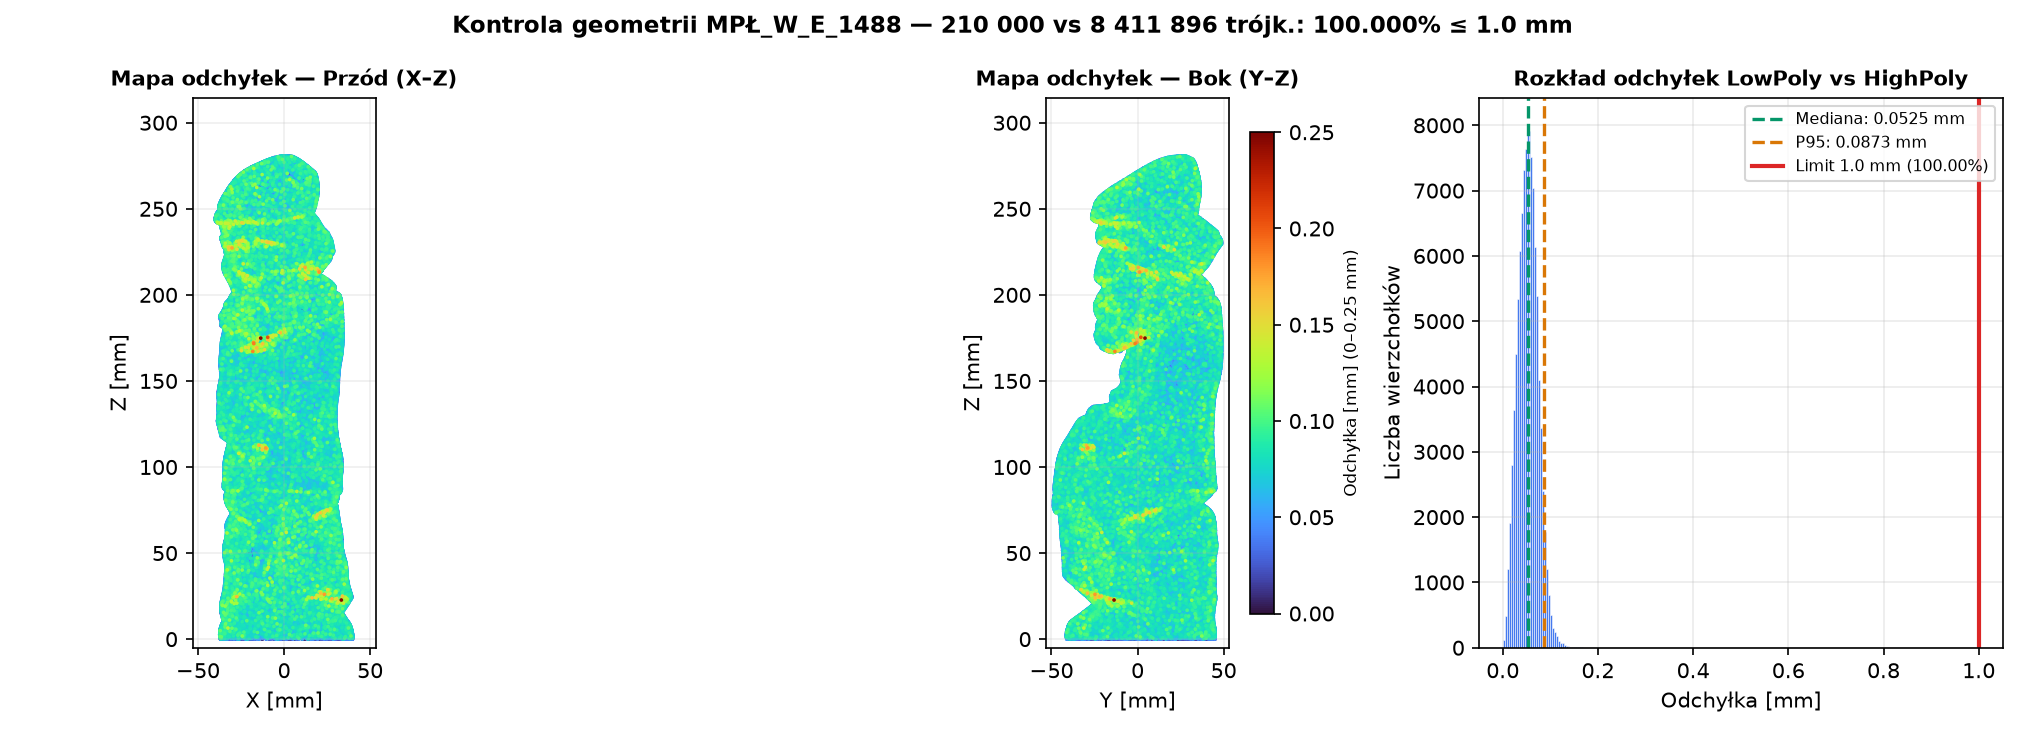 Kontrola geometrii MPŁ_W_E_1488 — 210 000 vs 8 411 896 trójk.: 100.000% ≤ 1.0 mm
Mapa odchyłek — Przód (X–Z)
300
250
200
150
100
50
0
Z [mm]
−50 0 50
X [mm]
Mapa odchyłek — Bok (Y–Z)
300
250
200
150
100
50
0
Z [mm]
−50 0 50
Y [mm]
0.25
0.20
0.15
0.10
0.05
0.00
Odchyłka [mm] (0–0.25 mm)
Rozkład odchyłek LowPoly vs HighPoly
Mediana: 0.0525 mm
P95: 0.0873 mm
Limit 1.0 mm (100.00%)
8000
7000
6000
5000
4000
3000
2000
1000
0
Liczba wierzchołków
0.0 0.2 0.4 0.6 0.8 1.0
Odchyłka [mm]